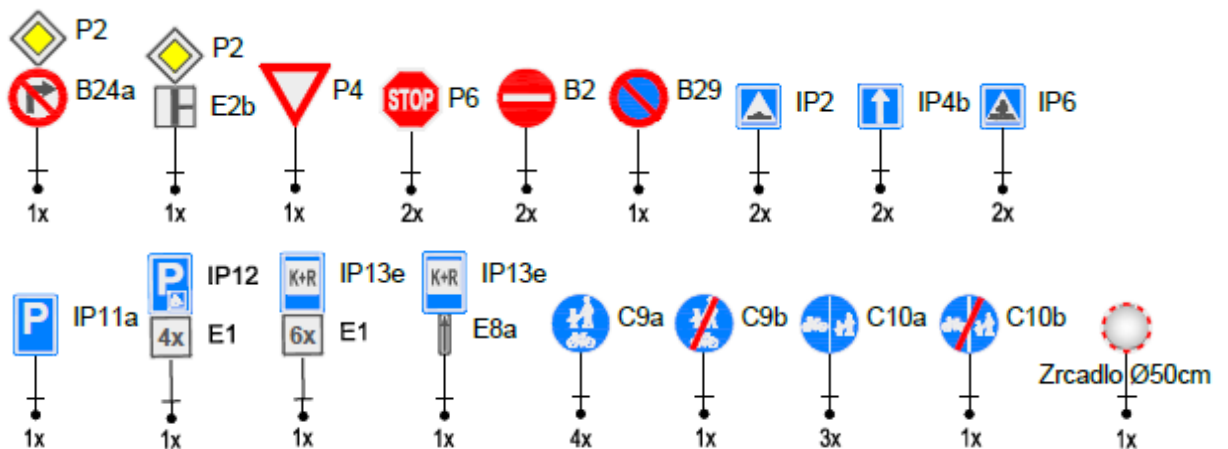 P2
P2
B24a
E2b
P4
STOP
P6
B2
B29
IP2
IP4b
IP6
1x
1x
1x
2x
2x
1x
2x
2x
2x
P
IP11a
P
IP12
4x
E1
K+R
IP13e
6x
E1
K+R
IP13e
E8a
C9a
C9b
C10a
C10b
Zrcadlo Ø50cm
1x
1x
1x
1x
4x
1x
3x
1x
1x